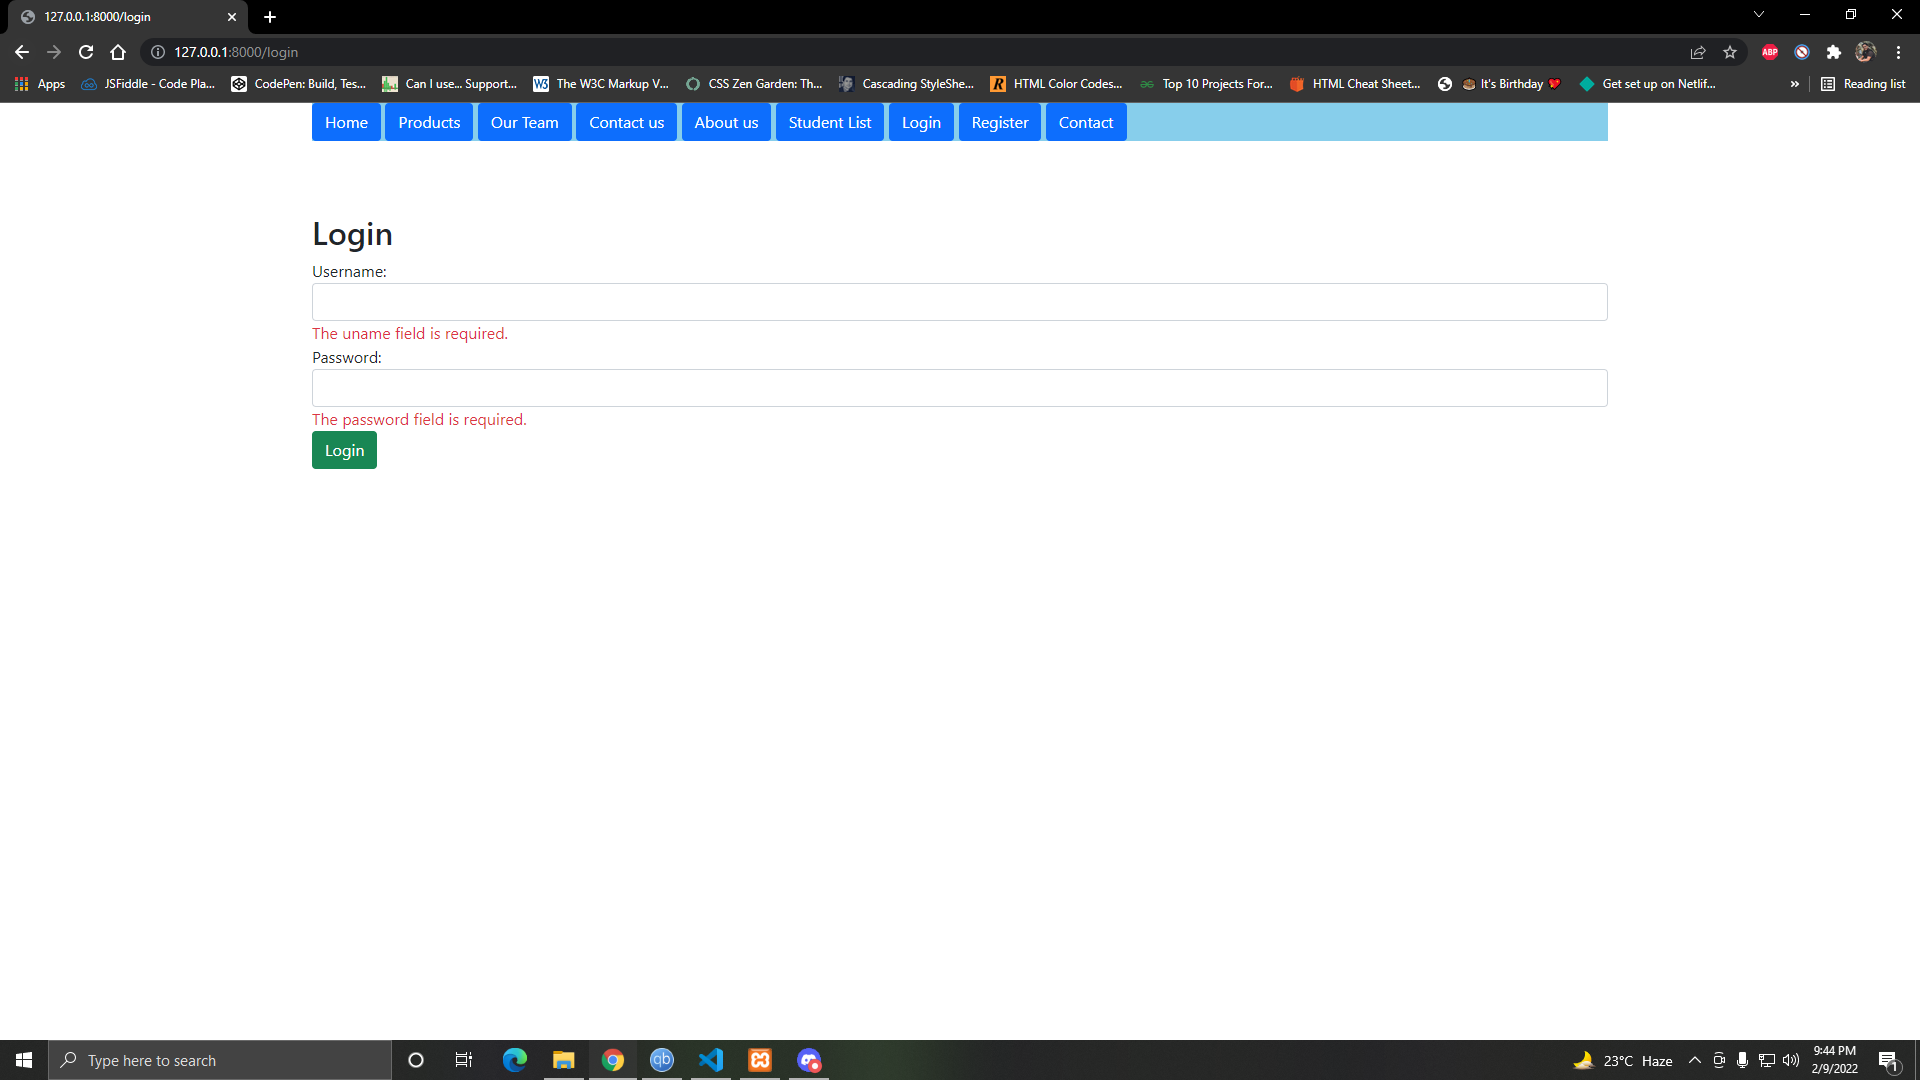 127.0.0.1:8000/login
127.0.0.1:8000/login
Apps JSFiddle - Code Pla... CodePen: Build, Tes... Can I use... Support... The W3C Markup V... CSS Zen Garden: Th... Cascading StyleShe... HTML Color Codes... Top 10 Projects For... HTML Cheat Sheet... It's Birthday Get set up on Netlif... » Reading list
Home Products Our Team Contact us About us Student List Login Register Contact
Login
Username:
The uname field is required.
Password:
The password field is required.
Login
Type here to search
23°C Haze
9:44 PM
2/9/2022
1
ABP
W3
R
qb